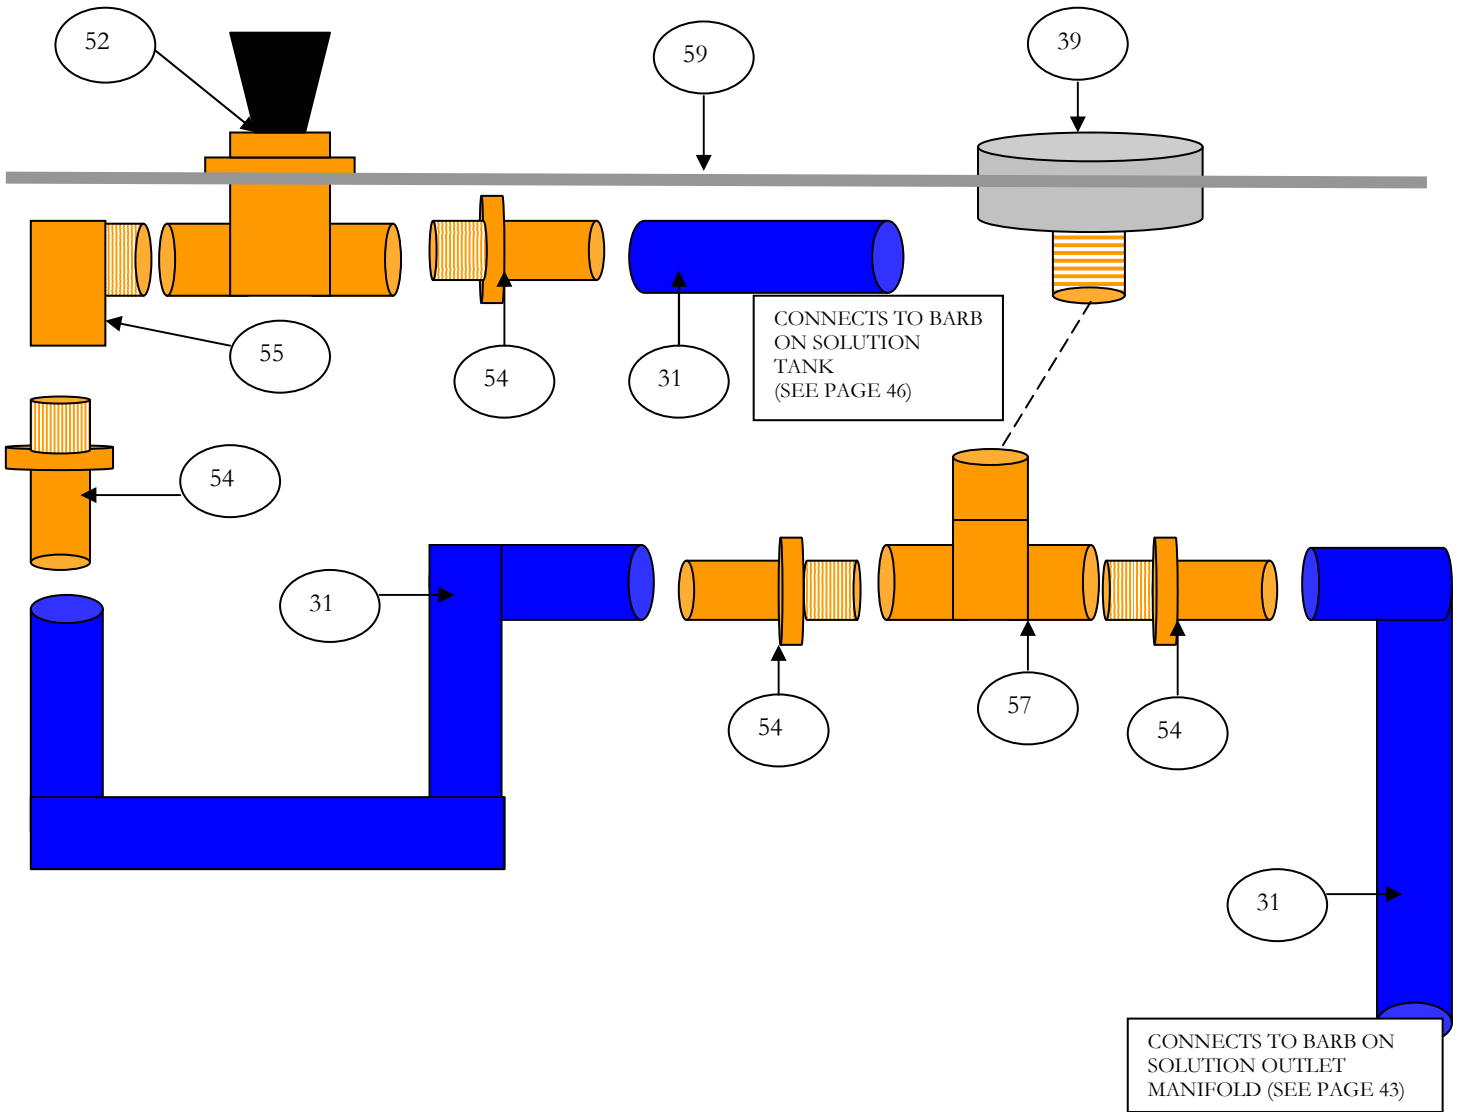 52
59
39
55
54
31
CONNECTS TO BARB
ON SOLUTION
TANK
(SEE PAGE 46)
54
31
54
57
54
31
CONNECTS TO BARB ON
SOLUTION OUTLET
MANIFOLD (SEE PAGE 43)